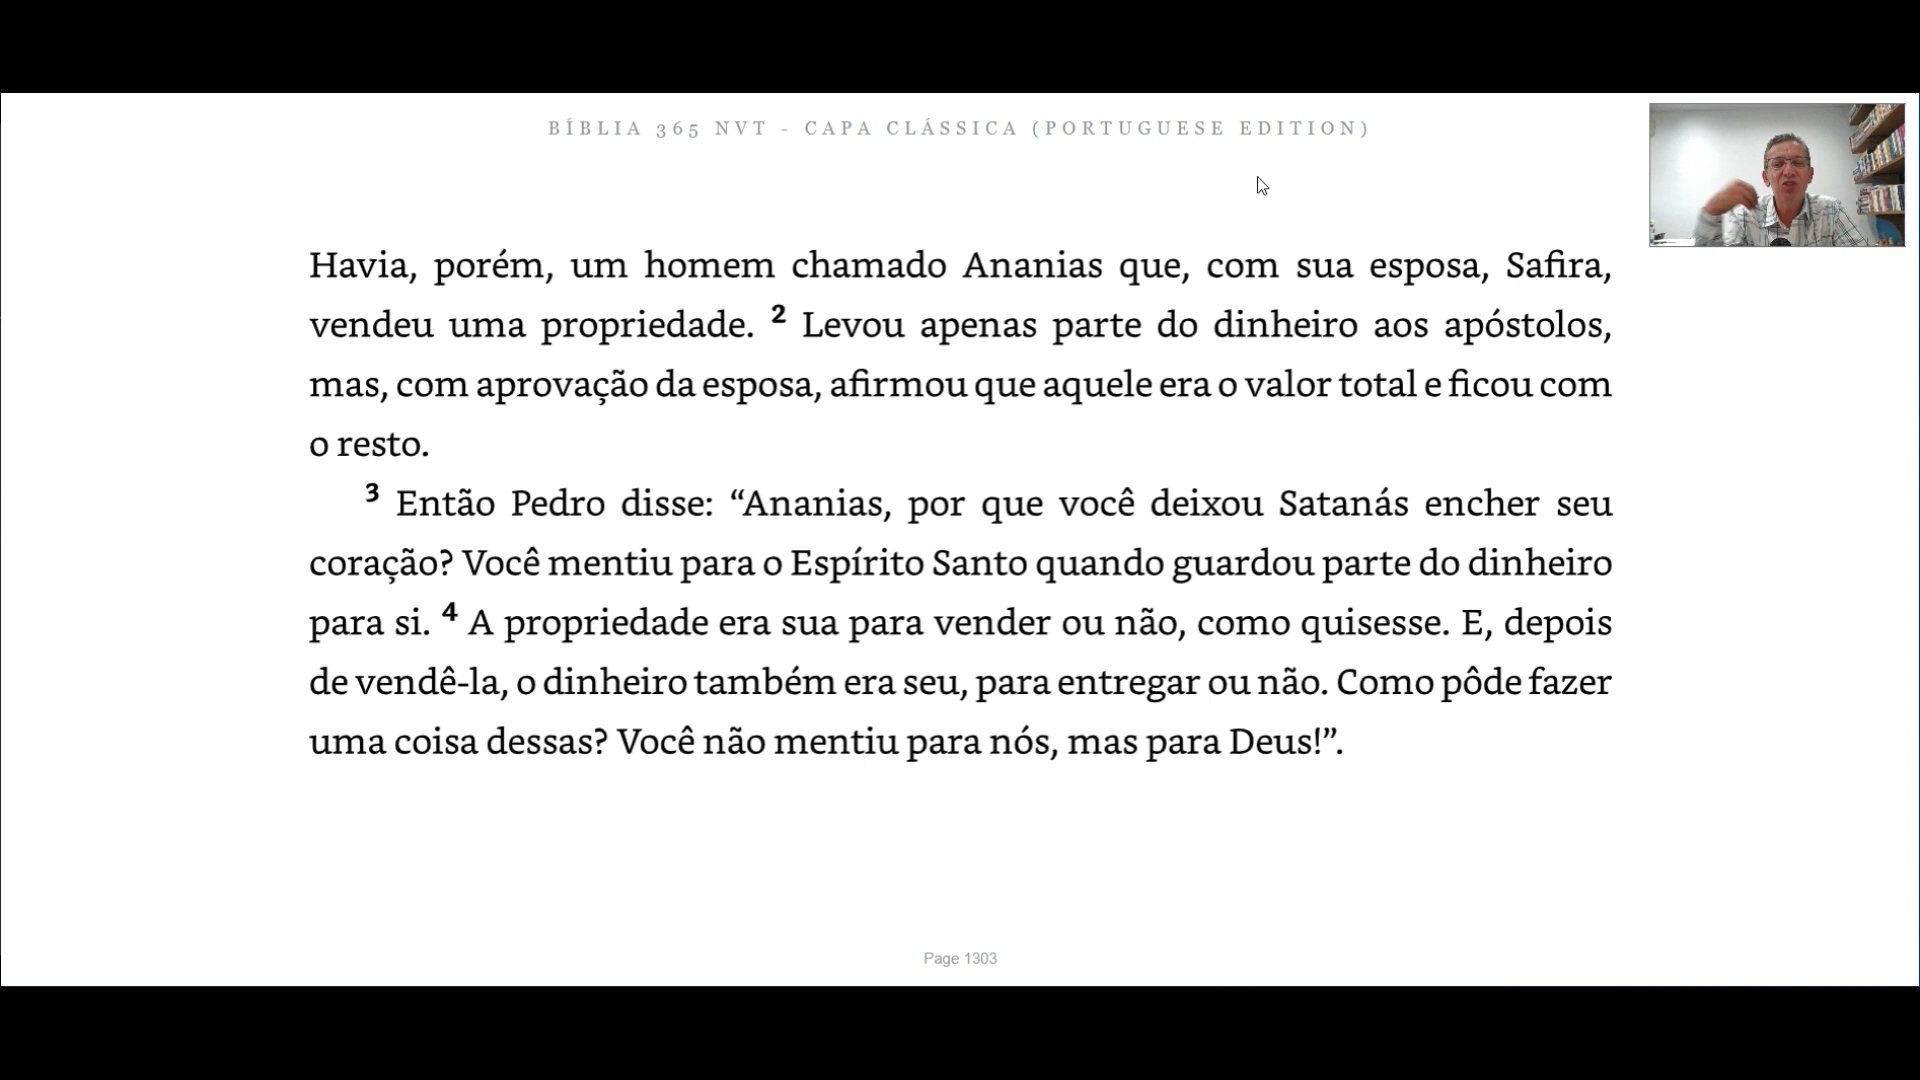 BÍBLIA 365 NVT - CAPA CLÁSSICA (PORTUGUESE EDITION)
Havia, porém, um homem chamado Ananias que, com sua esposa, Safira,
vendeu uma propriedade. 2 Levou apenas parte do dinheiro aos apóstolos,
mas, com aprovação da esposa, afirmou que aquele era o valor total e ficou com
o resto.
3 Então Pedro disse: “Ananias, por que você deixou Satanás encher seu
coração? Você mentiu para o Espírito Santo quando guardou parte do dinheiro
para si. 4 A propriedade era sua para vender ou não, como quisesse. E, depois
de vendê-la, o dinheiro também era seu, para entregar ou não. Como pôde fazer
uma coisa dessas? Você não mentiu para nós, mas para Deus!”.
Page 1303